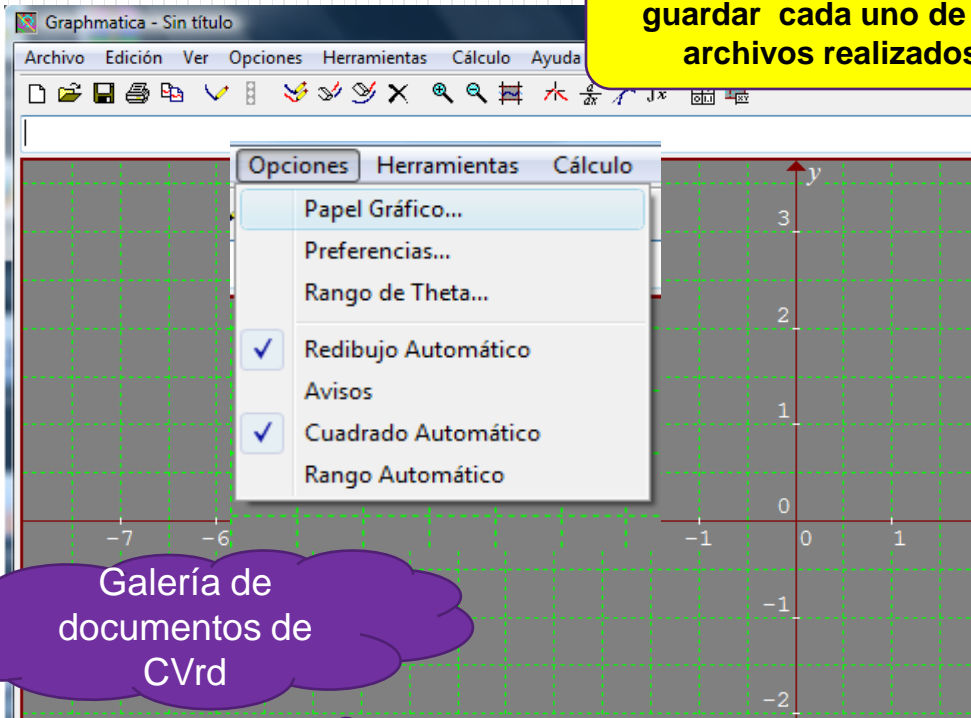 Graphmatica - Sin título
guardar cada uno de
archivos realizados
Archivo Edición Ver Opciones Herramientas Cálculo Ayuda
Opciones Herramientas Cálculo
Papel Gráfico...
Preferencias...
Rango de Theta...
Redibujo Automático
Avisos
Cuadrado Automático
Rango Automático
y
3
2
1
0
-7 -6 -1 0 1
-1
-2
Galería de
documentos de
CVrd